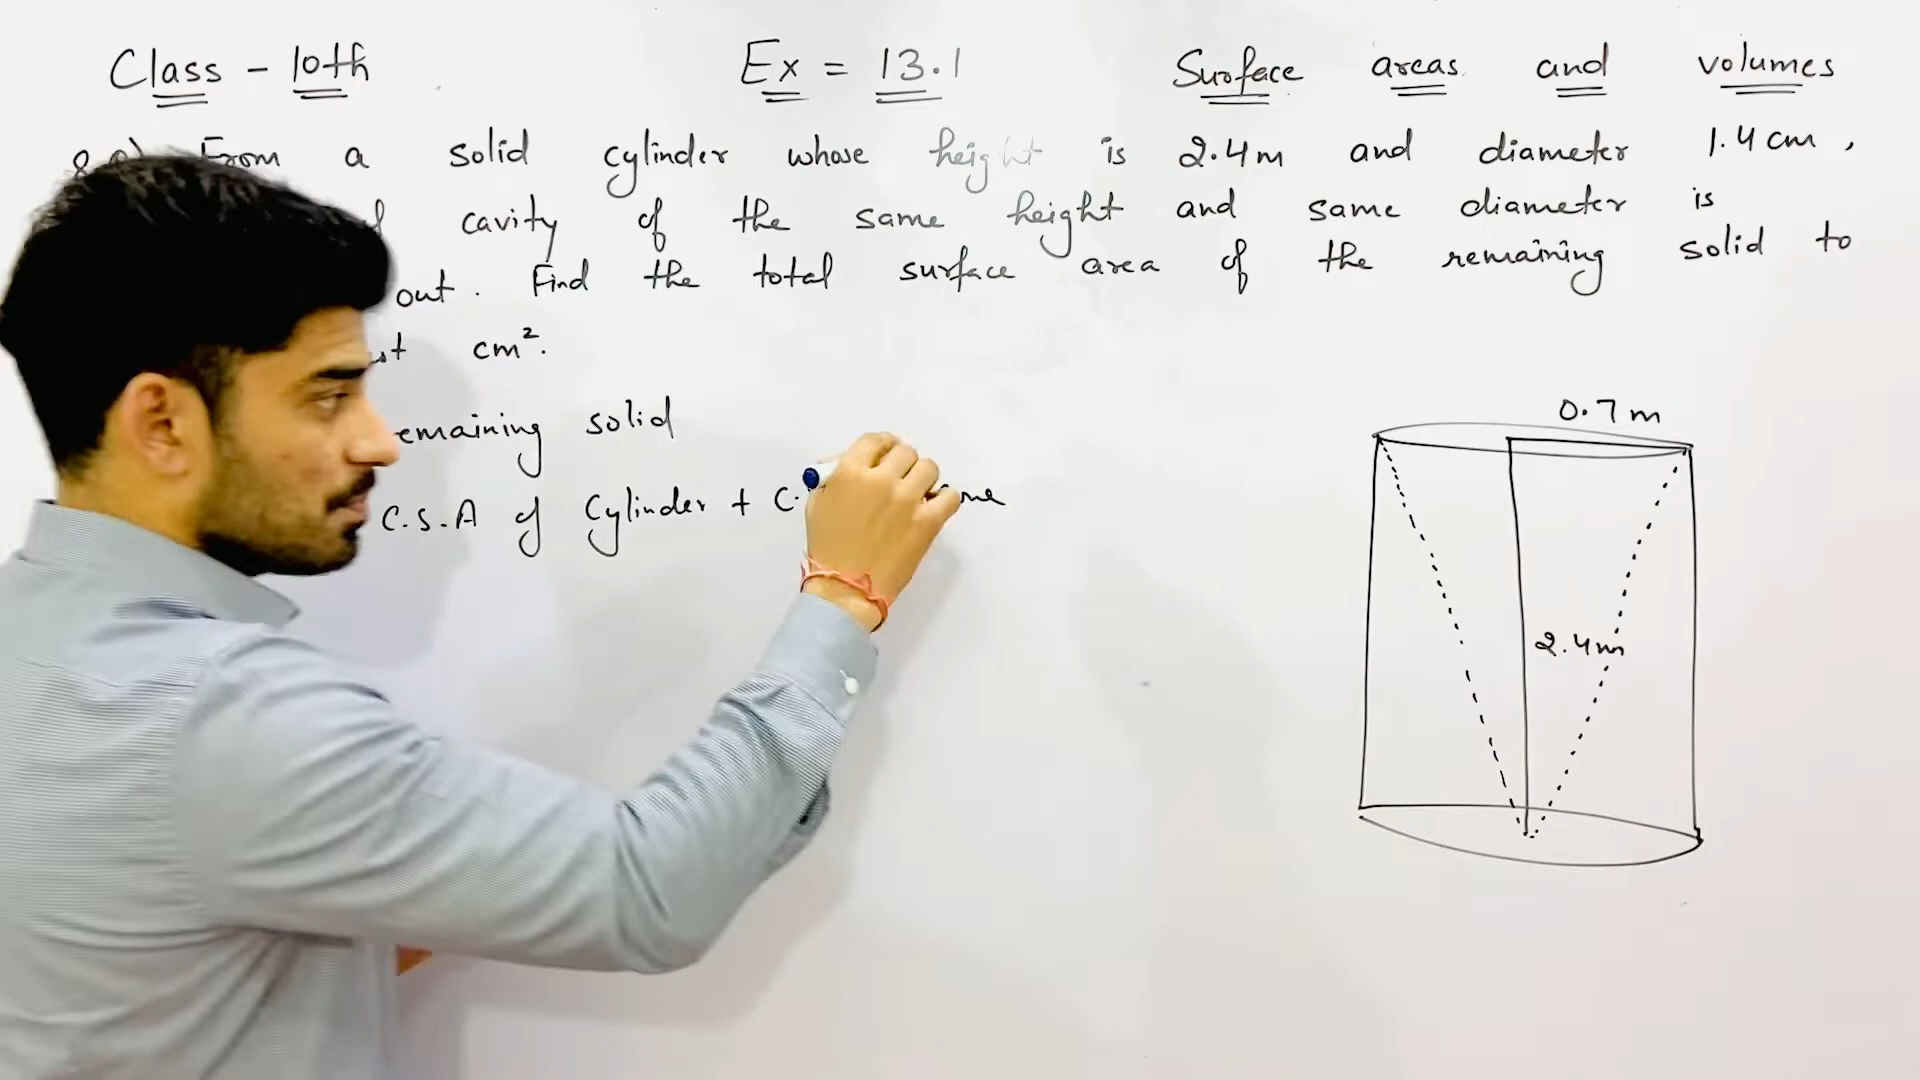 Class - 10th Ex = 13.1 Surface areas and volumes
From a solid cylinder whose height is 2.4m and diameter 1.4 cm,
cavity of the same height and same diameter is
out. Find the total surface area of the remaining solid to
cm².
solid
C.S.A of Cylinder +
0.7 m
2.4m